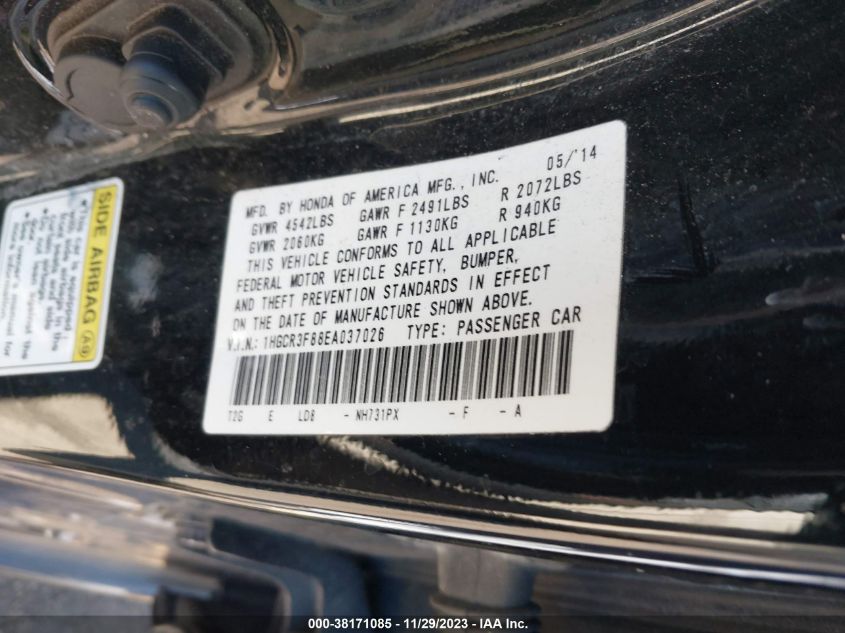 SIDE AIRBAG
MFD. BY HONDA OF AMERICA MFG., INC. 05/'14
GVWR 4542LBS GAWR F 2491LBS R 2072LBS
GVWR 2060KG GAWR F 1130KG R 940KG
THIS VEHICLE CONFORMS TO ALL APPLICABLE
FEDERAL MOTOR VEHICLE SAFETY, BUMPER,
AND THEFT PREVENTION STANDARDS IN EFFECT
ON THE DATE OF MANUFACTURE SHOWN ABOVE.
V.I.N.: 1HGCR3F88EA037026 TYPE: PASSENGER CAR
T2G E LD8 - NH731PX - F - A
000-38171085 - 11/29/2023 - IAA Inc.